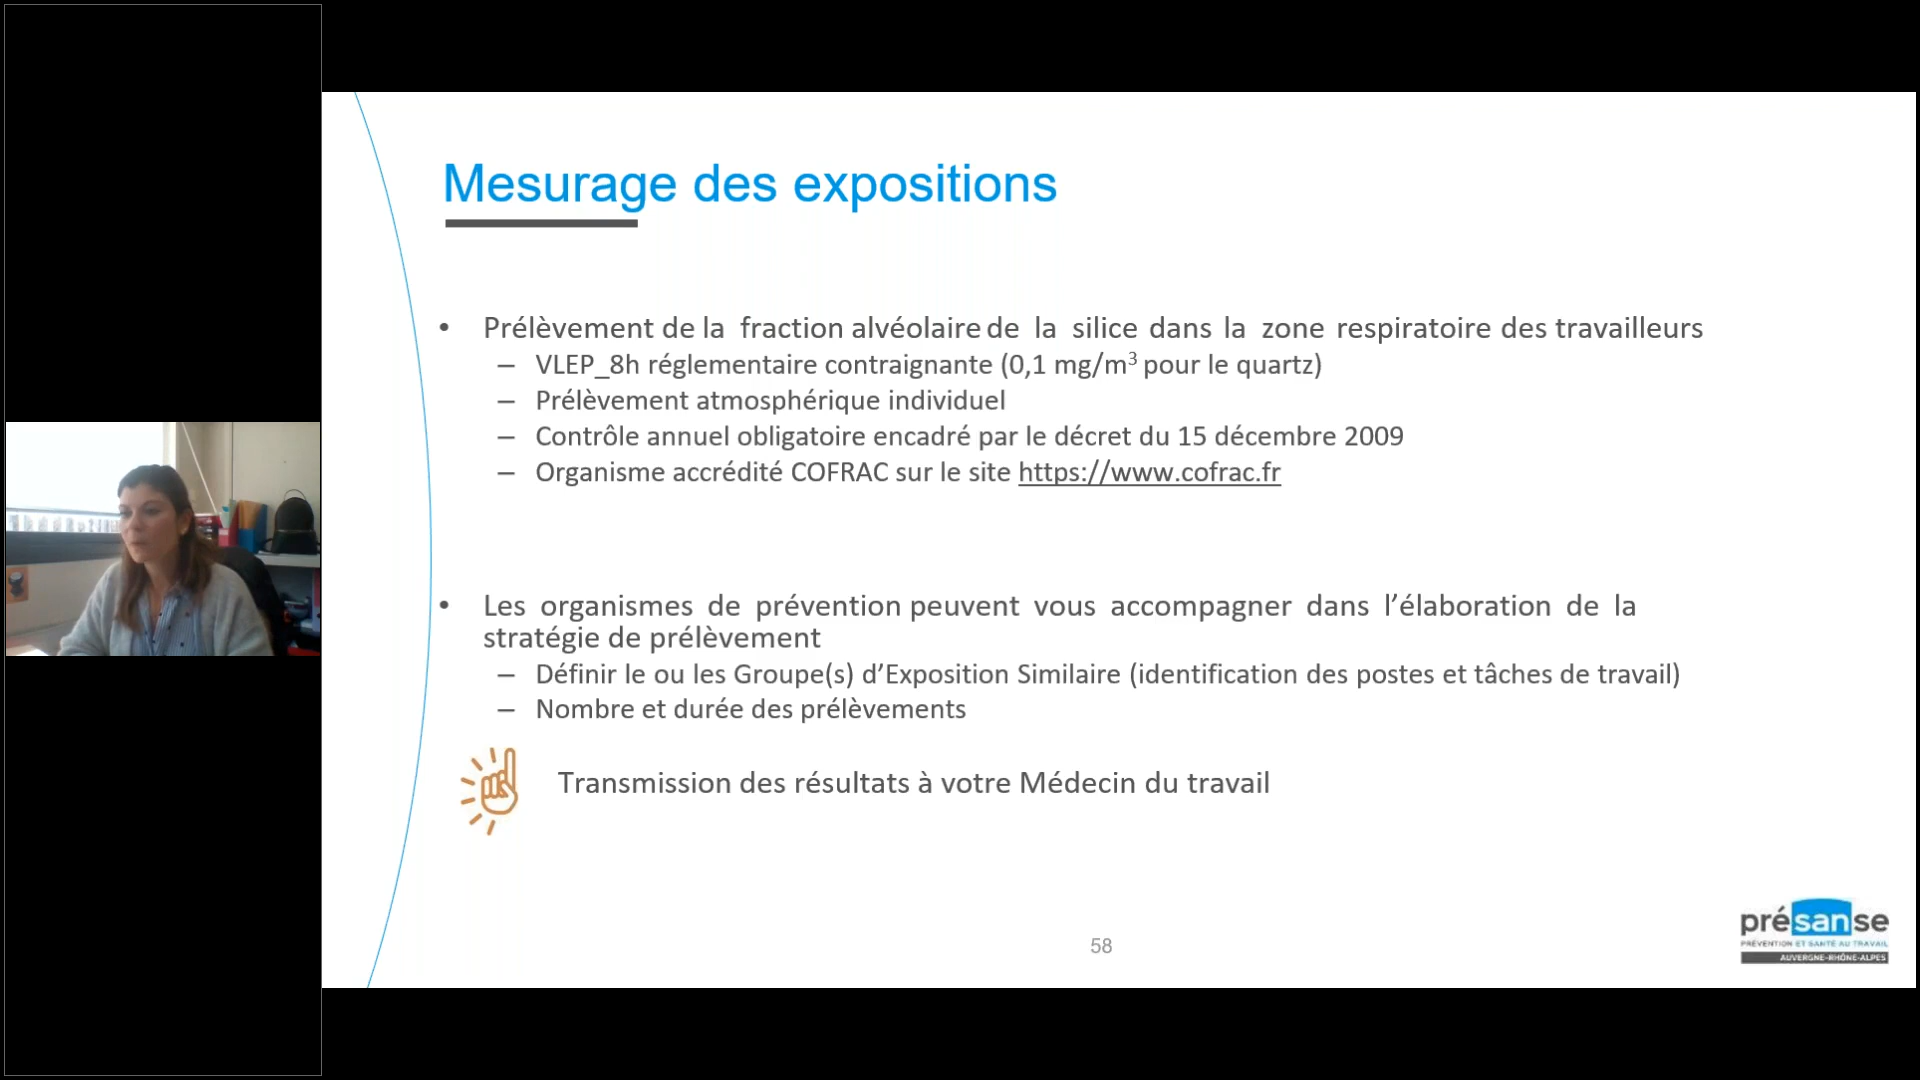 Mesurage des expositions
• Prélèvement de la fraction alvéolaire de la silice dans la zone respiratoire des travailleurs
– VLEP_8h réglementaire contraignante (0,1 mg/m³ pour le quartz)
– Prélèvement atmosphérique individuel
– Contrôle annuel obligatoire encadré par le décret du 15 décembre 2009
– Organisme accrédité COFRAC sur le site https://www.cofrac.fr
• Les organismes de prévention peuvent vous accompagner dans l’élaboration de la
stratégie de prélèvement
– Définir le ou les Groupe(s) d’Exposition Similaire (identification des postes et tâches de travail)
– Nombre et durée des prélèvements
Transmission des résultats à votre Médecin du travail
58
présanse
PRÉVENTION ET SANTÉ AU TRAVAIL
AUVERGNE-RHÔNE-ALPES